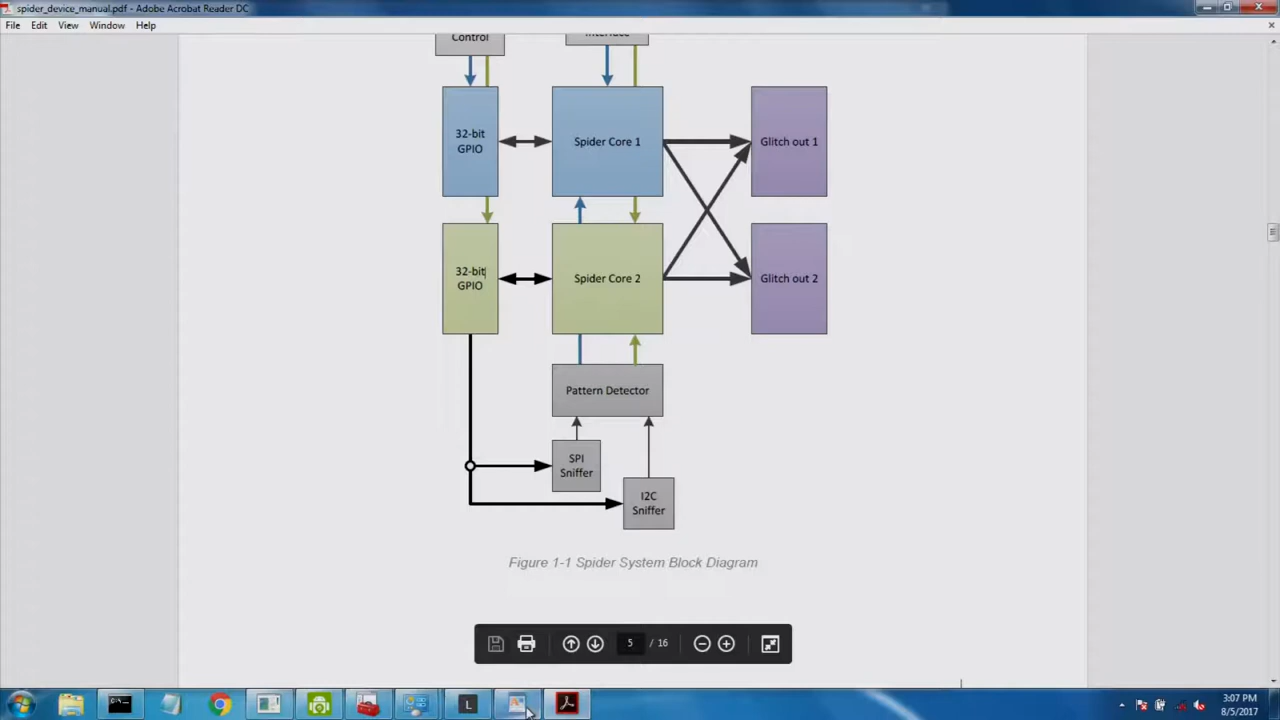 spider_device_manual.pdf - Adobe Acrobat Reader DC
File Edit View Window Help
Control
Interface
32-bit
GPIO
Spider Core 1
Glitch out 1
32-bit
GPIO
Spider Core 2
Glitch out 2
Pattern Detector
SPI
Sniffer
I2C
Sniffer
Figure 1-1 Spider System Block Diagram
5 / 16
C:\.
L
3:07 PM
8/5/2017